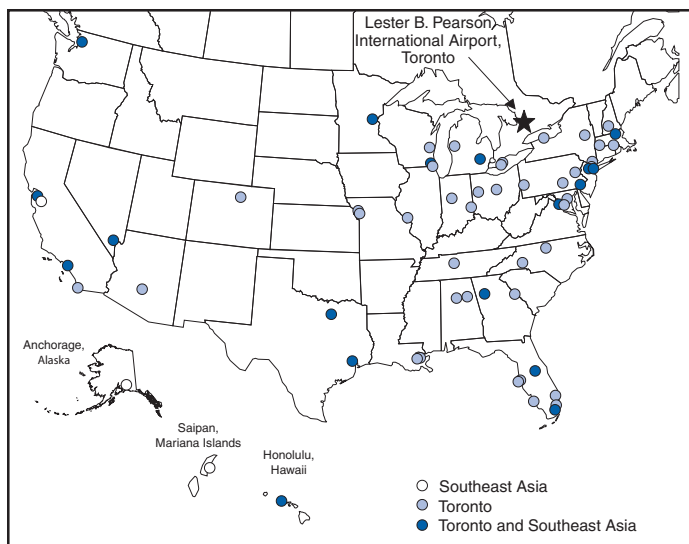 Lester B. Pearson
International Airport,
Toronto
Anchorage,
Alaska
Saipan,
Mariana Islands
Honolulu,
Hawaii
Southeast Asia
Toronto
Toronto and Southeast Asia